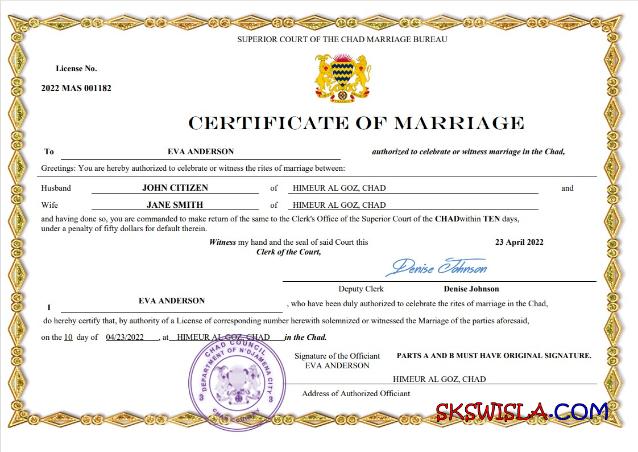 SUPERIOR COURT OF THE CHAD MARRIAGE BUREAU
License No.
2022 MAS 001182
CERTIFICATE OF MARRIAGE
To EVA ANDERSON authorized to celebrate or witness marriage in the Chad,
Greetings: You are hereby authorized to celebrate or witness the rites of marriage between:
Husband JOHN CITIZEN of HIMEUR AL GOZ, CHAD and
Wife JANE SMITH of HIMEUR AL GOZ, CHAD
and having done so, you are commanded to make return of the same to the Clerk's Office of the Superior Court of the CHADwithin TEN days,
under a penalty of fifty dollars for default therein.
Witness my hand and the seal of said Court this 23 April 2022
Clerk of the Court,
Denise Johnson
Deputy Clerk Denise Johnson
I EVA ANDERSON , who have been duly authorized to celebrate the rites of marriage in the Chad,
do hereby certify that, by authority of a License of corresponding number herewith solemnized or witnessed the Marriage of the parties aforesaid,
on the 10 day of 04/23/2022 , at HIMEUR AL GOZ, CHAD in the Chad.
CHAD COUNCIL
DEPARTMENT OF N'DJAMENA CITY
Signature of the Officiant PARTS A AND B MUST HAVE ORIGINAL SIGNATURE.
EVA ANDERSON
HIMEUR AL GOZ, CHAD
Address of Authorized Officiant
SKSWISLA.COM